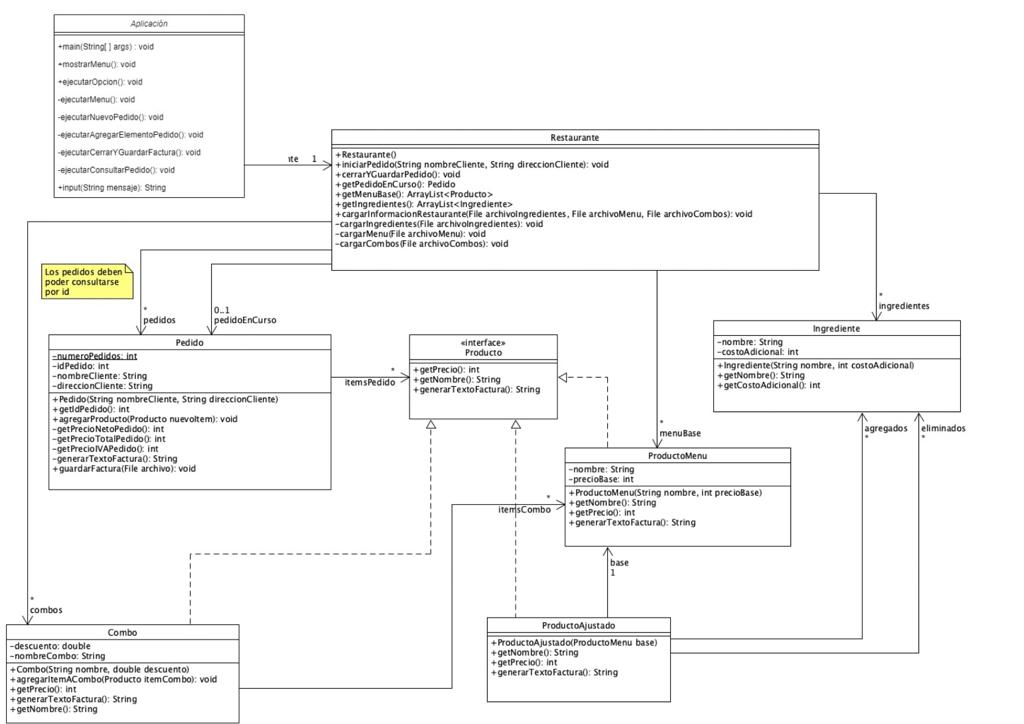 Aplicación
+main(String[ ] args) : void
+mostrarMenu(): void
+ejecutarOpcion(): void
-ejecutarMenu(): void
-ejecutarNuevoPedido(): void
-ejecutarAgregarElementoPedido(): void
-ejecutarCerrarYGuardarFactura(): void
-ejecutarConsultarPedido(): void
+input(String mensaje): String
nte 1
Restaurante
+Restaurante()
+iniciarPedido(String nombreCliente, String direccionCliente): void
+cerrarYGuardarPedido(): void
+getPedidoEnCurso(): Pedido
+getMenuBase(): ArrayList<Producto>
+getIngredientes(): ArrayList<Ingrediente>
+cargarInformacionRestaurante(File archivoIngredientes, File archivoMenu, File archivoCombos): void
-cargarIngredientes(File archivoIngredientes): void
-cargarMenu(File archivoMenu): void
-cargarCombos(File archivoCombos): void
Los pedidos deben
poder consultarse
por id
*
pedidos
0..1
pedidoEnCurso
*
ingredientes
Pedido
-numeroPedidos: int
-idPedido: int
-nombreCliente: String
-direccionCliente: String
+Pedido(String nombreCliente, String direccionCliente)
+getIdPedido(): int
+agregarProducto(Producto nuevoItem): void
-getPrecioNetoPedido(): int
-getPrecioTotalPedido(): int
-getPrecioIVAPedido(): int
-generarTextoFactura(): String
+guardarFactura(File archivo): void
*
itemsPedido
«interface»
Producto
+getPrecio(): int
+getNombre(): String
+generarTextoFactura(): String
Ingrediente
-nombre: String
-costoAdicional: int
+Ingrediente(String nombre, int costoAdicional)
+getNombre(): String
+getCostoAdicional(): int
*
menuBase
agregados
*
eliminados
*
ProductoMenu
-nombre: String
-precioBase: int
+ProductoMenu(String nombre, int precioBase)
+getNombre(): String
+getPrecio(): int
+generarTextoFactura(): String
*
itemsCombo
base
1
*
combos
Combo
-descuento: double
-nombreCombo: String
+Combo(String nombre, double descuento)
+agregarItemACombo(Producto itemCombo): void
+getPrecio(): int
+generarTextoFactura(): String
+getNombre(): String
ProductoAjustado
+ProductoAjustado(ProductoMenu base)
+getNombre(): String
+getPrecio(): int
+generarTextoFactura(): String